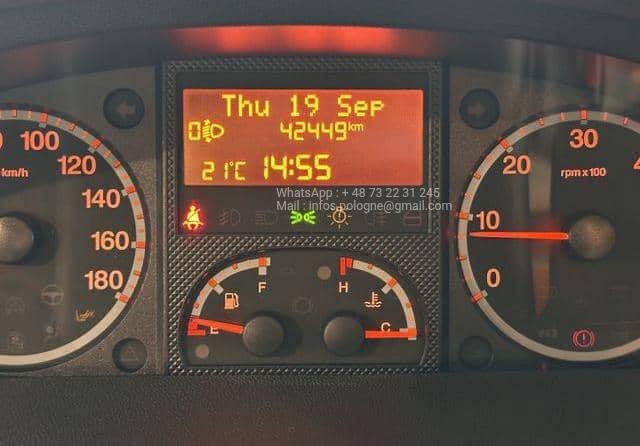 Thu 19 Sep
0
42449km
21°C 14:55
WhatsApp : + 48 73 22 31 245
Mail : infos.pologne@gmail.com
100
120
140
160
180
km/h
F
E
H
C
30
20
10
0
rpm x 100